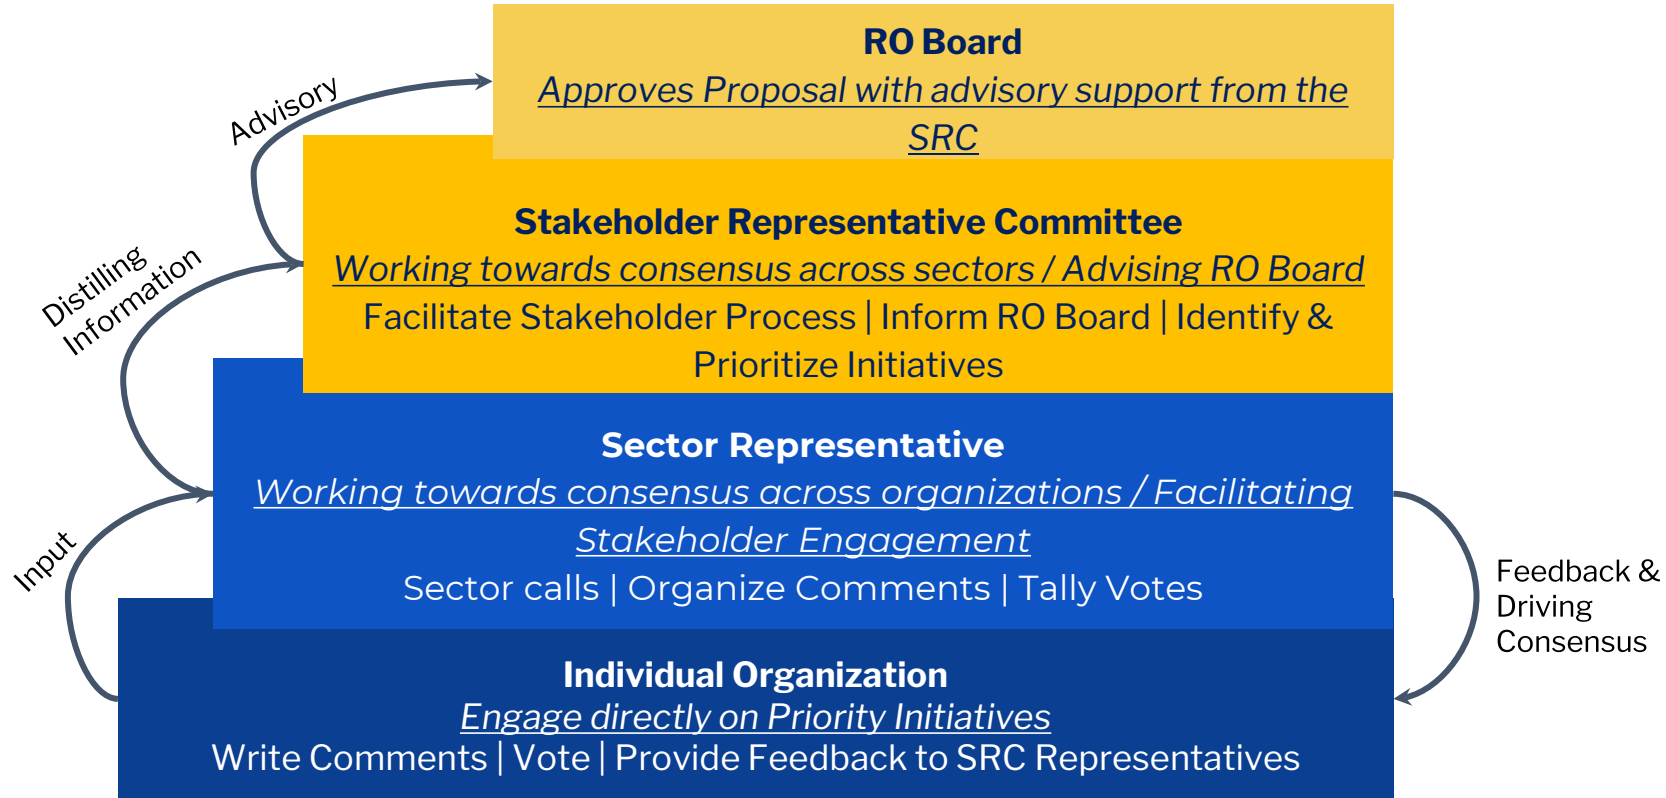 RO Board
Approves Proposal with advisory support from the
SRC
Advisory
Stakeholder Representative Committee
Working towards consensus across sectors / Advising RO Board
Facilitate Stakeholder Process | Inform RO Board | Identify &
Prioritize Initiatives
Distilling
Information
Sector Representative
Working towards consensus across organizations / Facilitating
Stakeholder Engagement
Sector calls | Organize Comments | Tally Votes
Input
Feedback &
Driving
Consensus
Individual Organization
Engage directly on Priority Initiatives
Write Comments | Vote | Provide Feedback to SRC Representatives